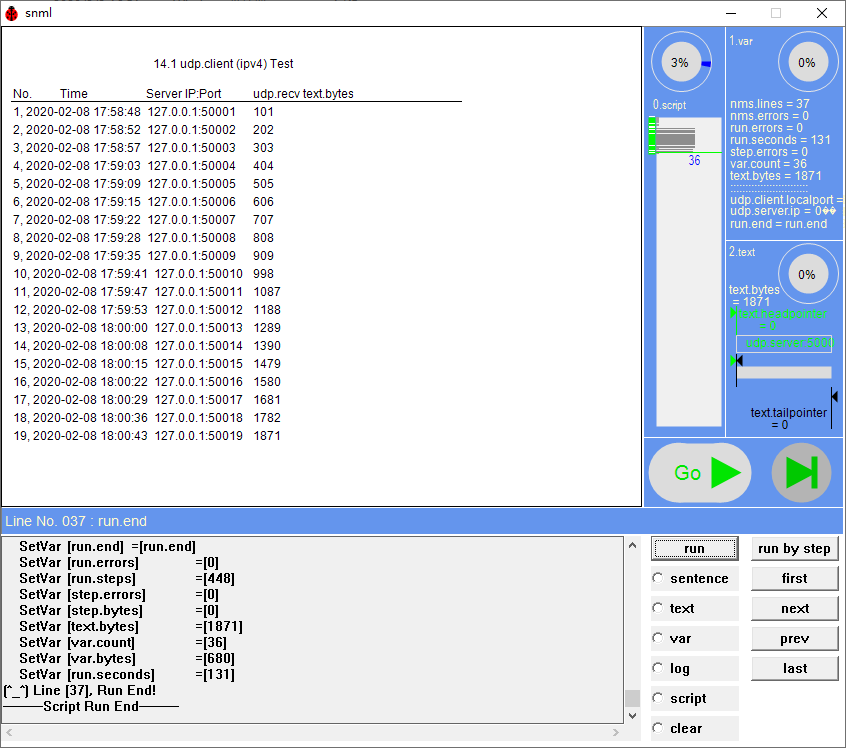 snml
14.1 udp.client (ipv4) Test
No. Time Server IP:Port udp.recv text.bytes
1, 2020-02-08 17:58:48 127.0.0.1:50001 101
2, 2020-02-08 17:58:52 127.0.0.1:50002 202
3, 2020-02-08 17:58:57 127.0.0.1:50003 303
4, 2020-02-08 17:59:03 127.0.0.1:50004 404
5, 2020-02-08 17:59:09 127.0.0.1:50005 505
6, 2020-02-08 17:59:15 127.0.0.1:50006 606
7, 2020-02-08 17:59:22 127.0.0.1:50007 707
8, 2020-02-08 17:59:28 127.0.0.1:50008 808
9, 2020-02-08 17:59:35 127.0.0.1:50009 909
10, 2020-02-08 17:59:41 127.0.0.1:50010 998
11, 2020-02-08 17:59:47 127.0.0.1:50011 1087
12, 2020-02-08 17:59:53 127.0.0.1:50012 1188
13, 2020-02-08 18:00:00 127.0.0.1:50013 1289
14, 2020-02-08 18:00:08 127.0.0.1:50014 1390
15, 2020-02-08 18:00:15 127.0.0.1:50015 1479
16, 2020-02-08 18:00:22 127.0.0.1:50016 1580
17, 2020-02-08 18:00:29 127.0.0.1:50017 1681
18, 2020-02-08 18:00:36 127.0.0.1:50018 1782
19, 2020-02-08 18:00:43 127.0.0.1:50019 1871
3%
0.script
36
1.var
0%
nms.lines = 37
nms.errors = 0
run.errors = 0
run.seconds = 131
step.errors = 0
var.count = 36
text.bytes = 1871
udp.client.localport =
udp.server.ip = 0��
run.end = run.end
2.text
0%
text.bytes
= 1871
text.headpointer
= 0
text.tailpointer
= 0
Go
Line No. 037 : run.end
SetVar [run.end] =[run.end]
SetVar [run.errors] =[0]
SetVar [run.steps] =[448]
SetVar [step.errors] =[0]
SetVar [step.bytes] =[0]
SetVar [text.bytes] =[1871]
SetVar [var.count] =[36]
SetVar [var.bytes] =[680]
SetVar [run.seconds] =[131]
(^_^) Line [37], Run End!
———Script Run End———
run
run by step
sentence
first
text
next
var
prev
log
last
script
clear